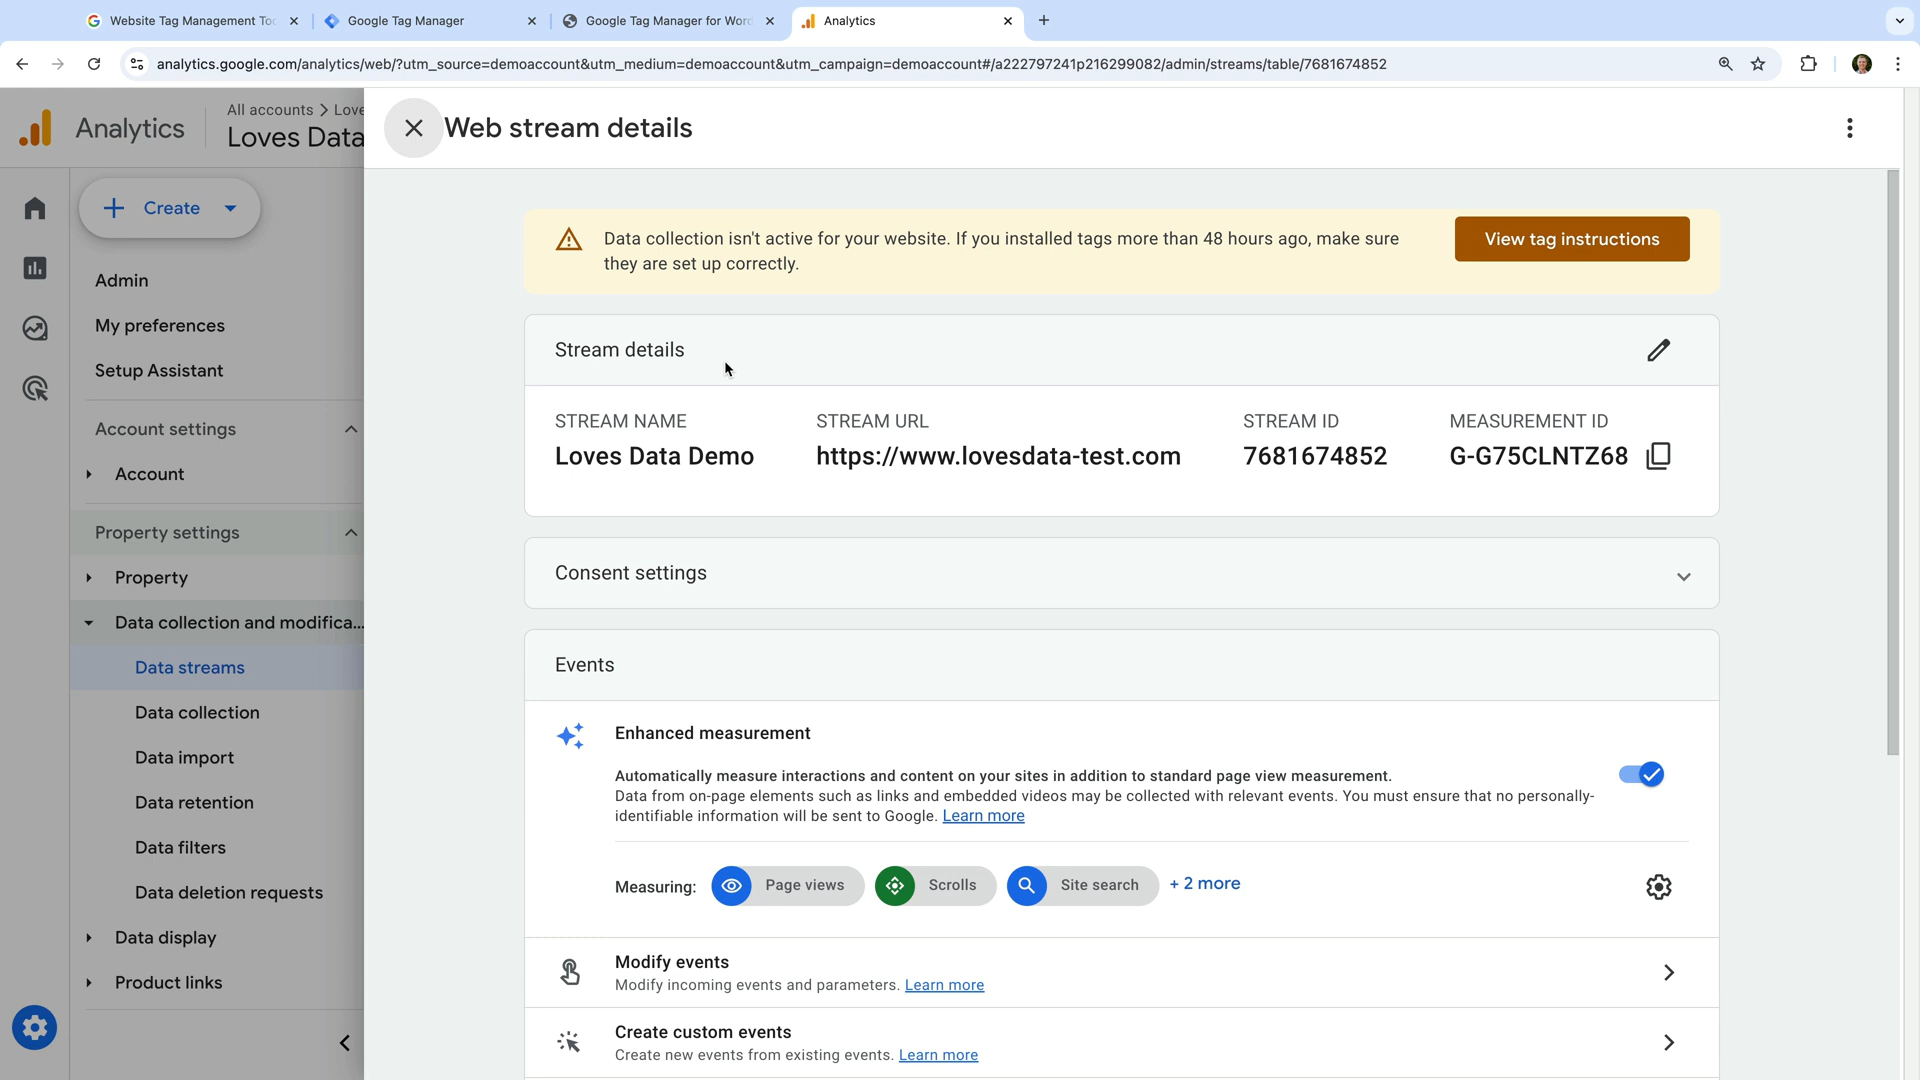 Website Tag Management Too
Google Tag Manager
Google Tag Manager for Word
Analytics
analytics.google.com/analytics/web/?utm_source=demoaccount&utm_medium=demoaccount&utm_campaign=demoaccount#/a222797241p216299082/admin/streams/table/7681674852
Analytics
All accounts > Love
Loves Data
Web stream details
Create
Admin
My preferences
Setup Assistant
Account settings
Account
Property settings
Property
Data collection and modifica...
Data streams
Data collection
Data import
Data retention
Data filters
Data deletion requests
Data display
Product links
Data collection isn't active for your website. If you installed tags more than 48 hours ago, make sure
they are set up correctly.
View tag instructions
Stream details
STREAM NAME
Loves Data Demo
STREAM URL
https://www.lovesdata-test.com
STREAM ID
7681674852
MEASUREMENT ID
G-G75CLNTZ68
Consent settings
Events
Enhanced measurement
Automatically measure interactions and content on your sites in addition to standard page view measurement.
Data from on-page elements such as links and embedded videos may be collected with relevant events. You must ensure that no personally-
identifiable information will be sent to Google. Learn more
Measuring: Page views Scrolls Site search + 2 more
Modify events
Modify incoming events and parameters. Learn more
Create custom events
Create new events from existing events. Learn more